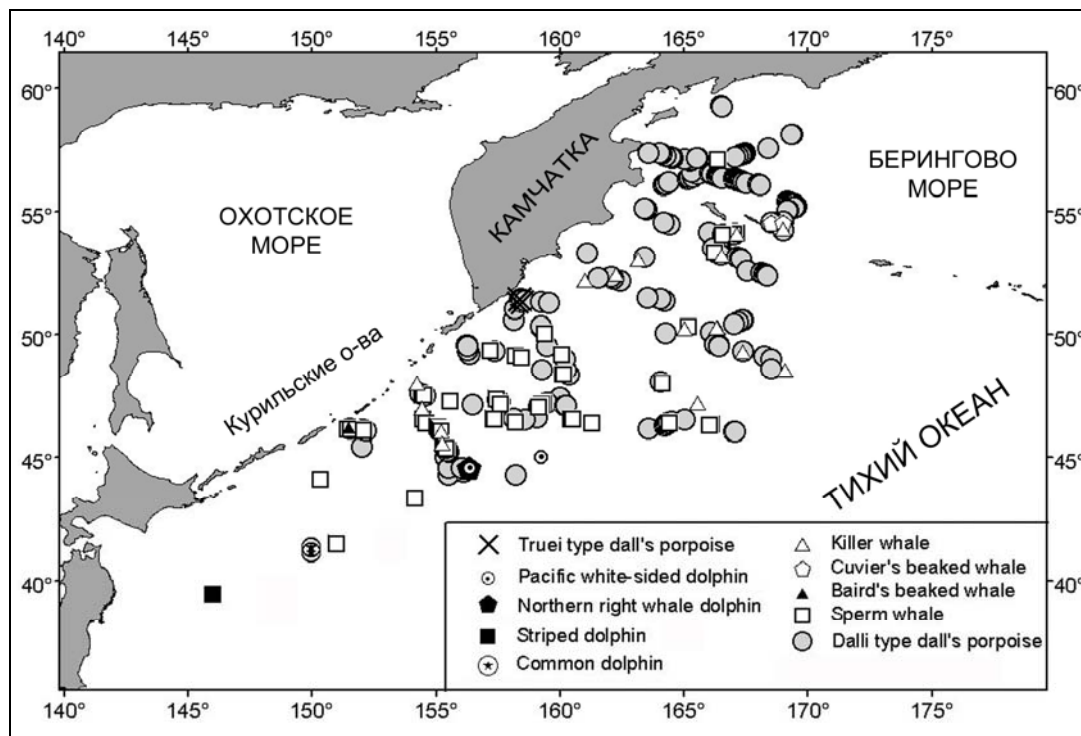 140° 145° 150° 155° 160° 165° 170° 175°
60° 60°
БЕРИНГОВО
МОРЕ
КАМЧАТКА
ОХОТСКОЕ
МОРЕ
55° 55°
50° 50°
Курильские о-ва
ТИХИЙ ОКЕАН
45° 45°
40° 40°
Truei type dall's porpoise
Pacific white-sided dolphin
Northern right whale dolphin
Striped dolphin
Common dolphin
Killer whale
Cuvier's beaked whale
Baird's beaked whale
Sperm whale
Dalli type dall's porpoise
140° 145° 150° 155° 160° 165° 170° 175°